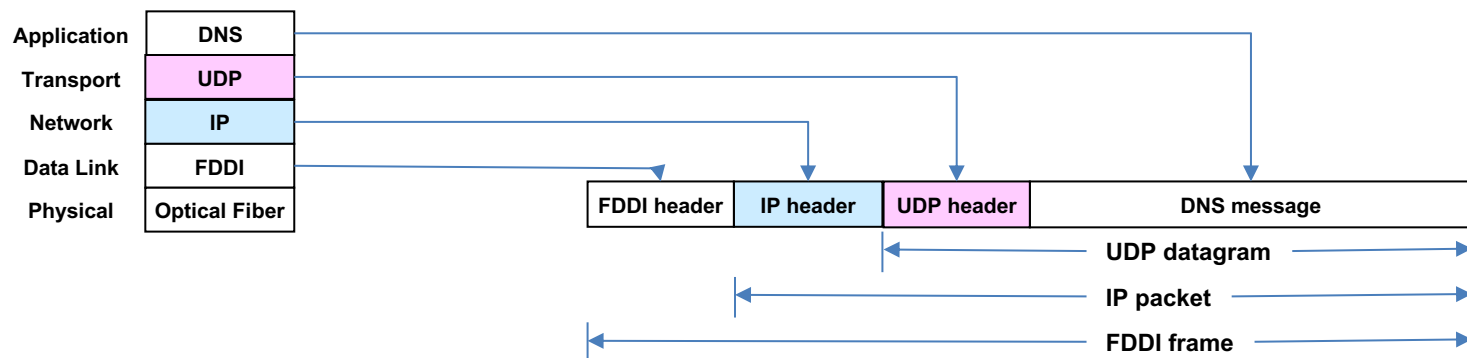 Application DNS
Transport UDP
Network IP
Data Link FDDI
Physical Optical Fiber
FDDI header IP header UDP header DNS message
UDP datagram
IP packet
FDDI frame